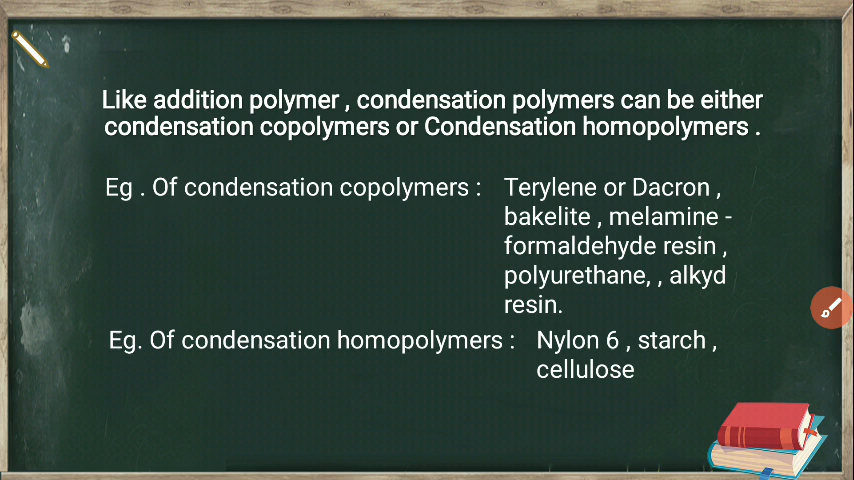 Like addition polymer , condensation polymers can be either
condensation copolymers or Condensation homopolymers .
Eg . Of condensation copolymers : Terylene or Dacron ,
bakelite , melamine -
formaldehyde resin ,
polyurethane, , alkyd
resin.
Eg. Of condensation homopolymers : Nylon 6 , starch ,
cellulose